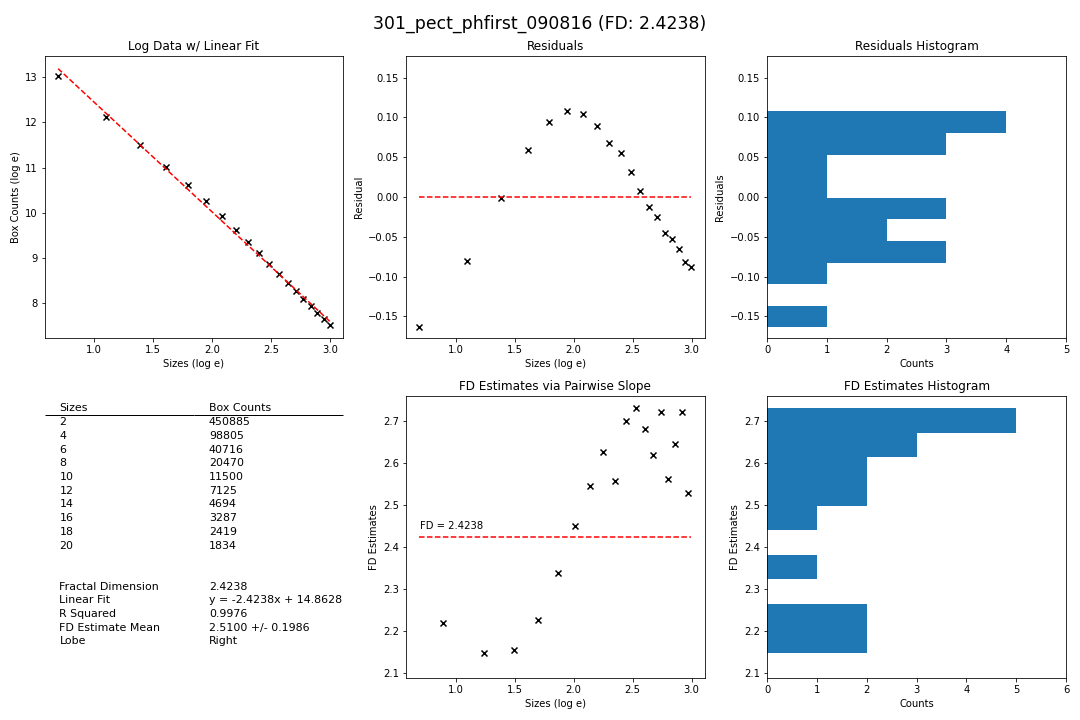 301_pect_phfirst_090816 (FD: 2.4238)
Log Data w/ Linear Fit
Box Counts (log e)
13
12
11
10
9
8
1.0 1.5 2.0 2.5 3.0
Sizes (log e)
Residuals
Residual
0.15
0.10
0.05
0.00
−0.05
−0.10
−0.15
1.0 1.5 2.0 2.5 3.0
Sizes (log e)
Residuals Histogram
Residuals
0.15
0.10
0.05
0.00
−0.05
−0.10
−0.15
0 1 2 3 4 5
Counts
Sizes Box Counts
2 450885
4 98805
6 40716
8 20470
10 11500
12 7125
14 4694
16 3287
18 2419
20 1834
Fractal Dimension 2.4238
Linear Fit y = -2.4238x + 14.8628
R Squared 0.9976
FD Estimate Mean 2.5100 +/- 0.1986
Lobe Right
FD Estimates via Pairwise Slope
FD Estimates
2.7
2.6
2.5
2.4
2.3
2.2
2.1
FD = 2.4238
1.0 1.5 2.0 2.5 3.0
Sizes (log e)
FD Estimates Histogram
FD Estimates
2.7
2.6
2.5
2.4
2.3
2.2
2.1
0 1 2 3 4 5 6
Counts